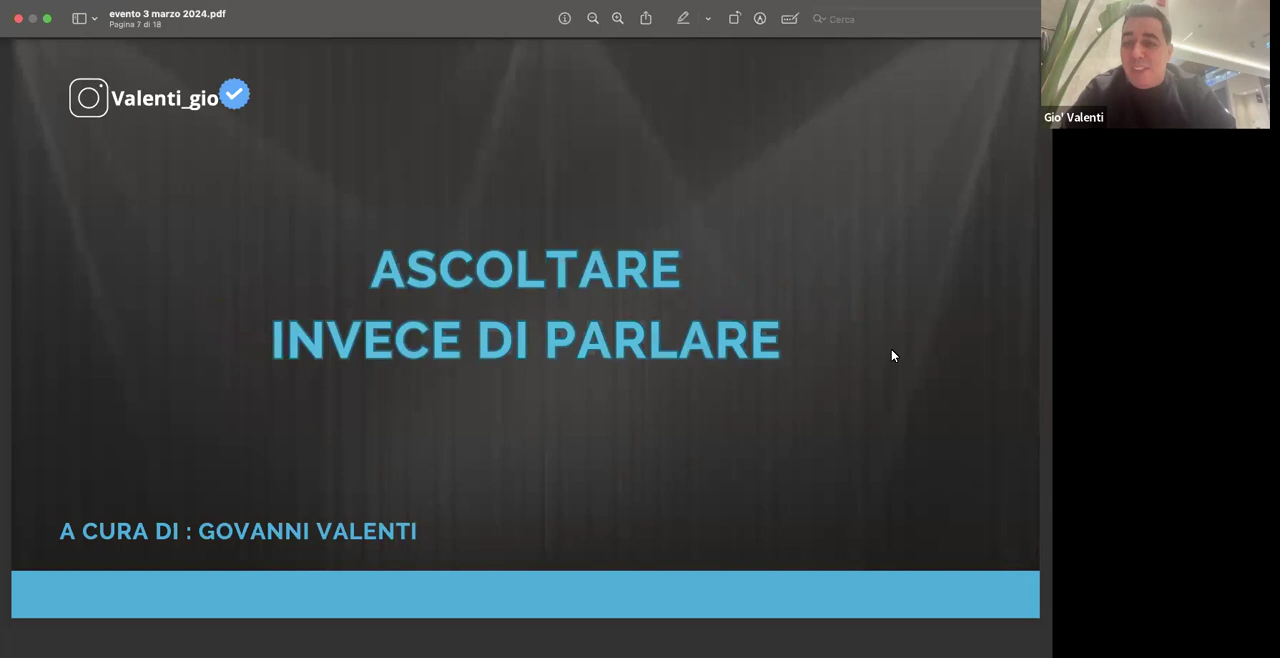 evento 3 marzo 2024.pdf
Pagina 7 di 18
Cerca
Valenti_gio
Gio' Valenti
ASCOLTARE
INVECE DI PARLARE
A CURA DI : GOVANNI VALENTI